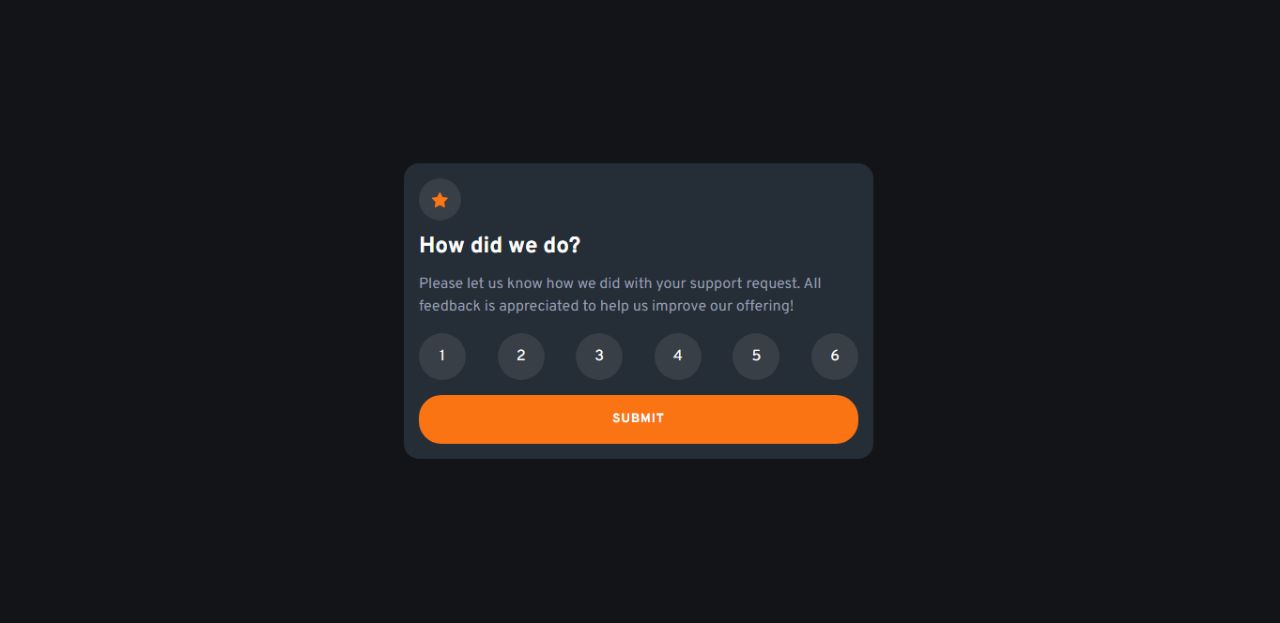 How did we do?
Please let us know how we did with your support request. All
feedback is appreciated to help us improve our offering!
1 2 3 4 5 6
SUBMIT